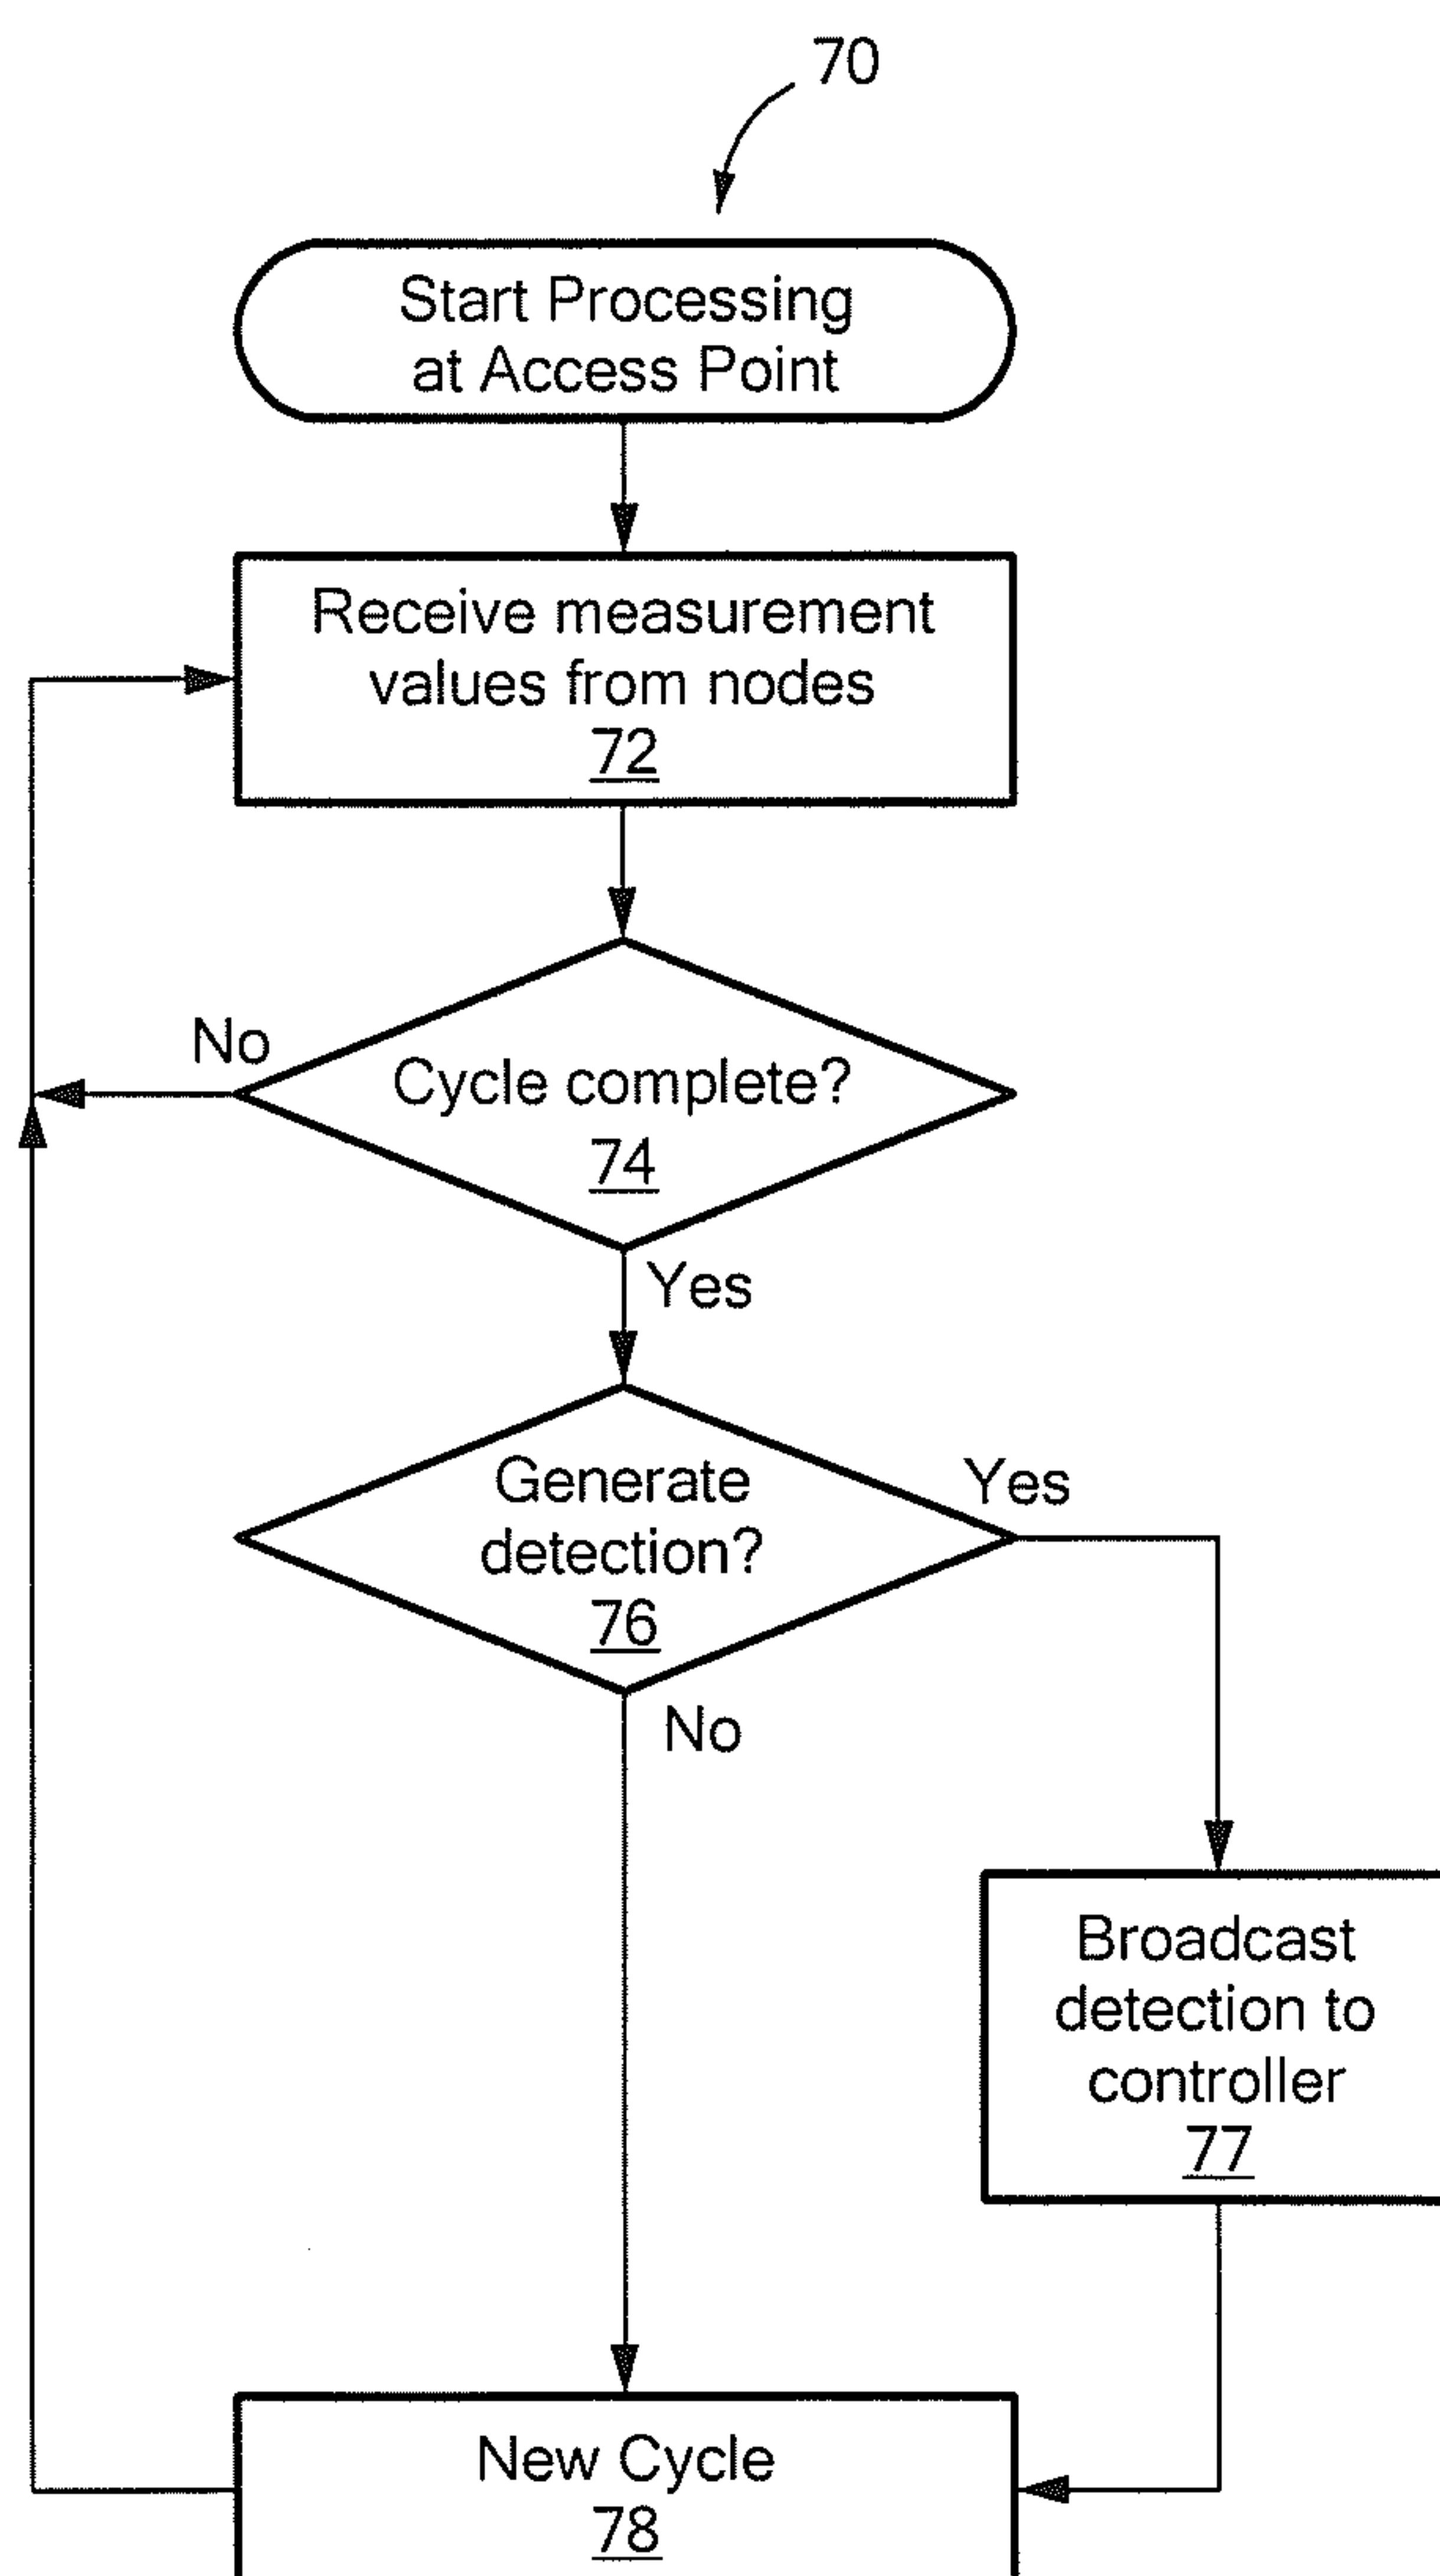 70
Start Processing
at Access Point
Receive measurement
values from nodes
72
No
Cycle complete?
74
Yes
Generate
detection?
76
Yes
No
Broadcast
detection to
controller
77
New Cycle
78